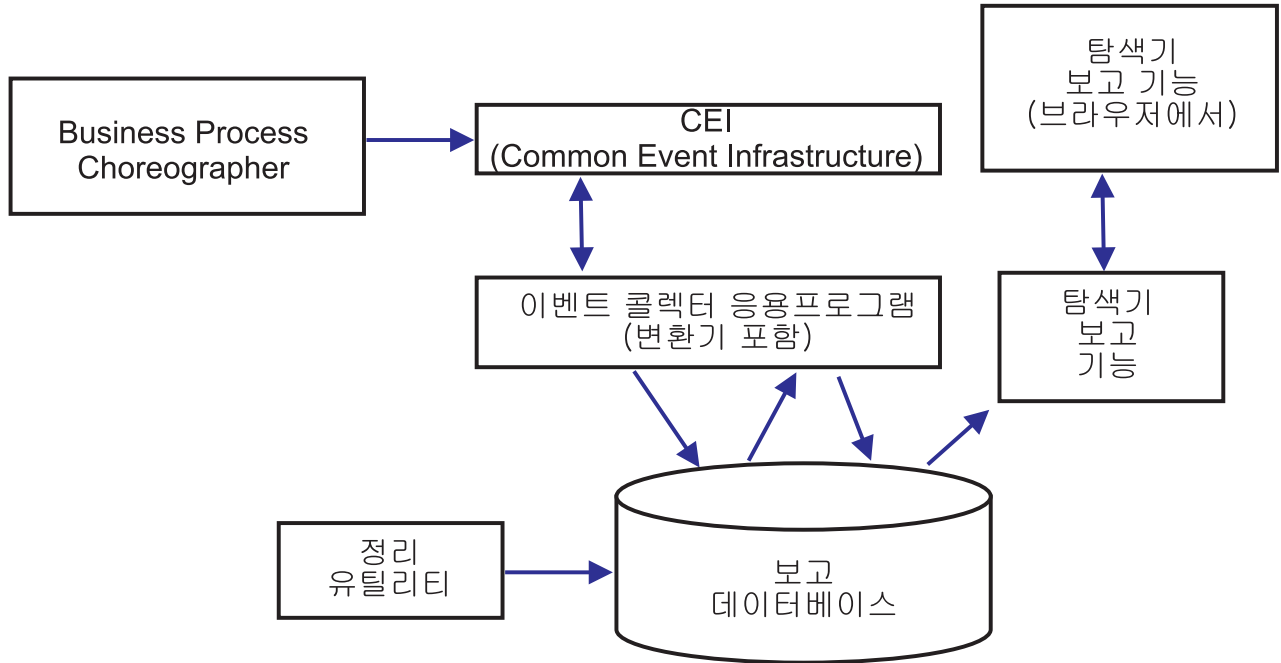 Business Process
Choreographer
CEI
(Common Event Infrastructure)
탐색기
보고 기능
(브라우저에서)
이벤트 콜렉터 응용프로그램
(변환기 포함)
탐색기
보고
기능
정리
유틸리티
보고
데이터베이스